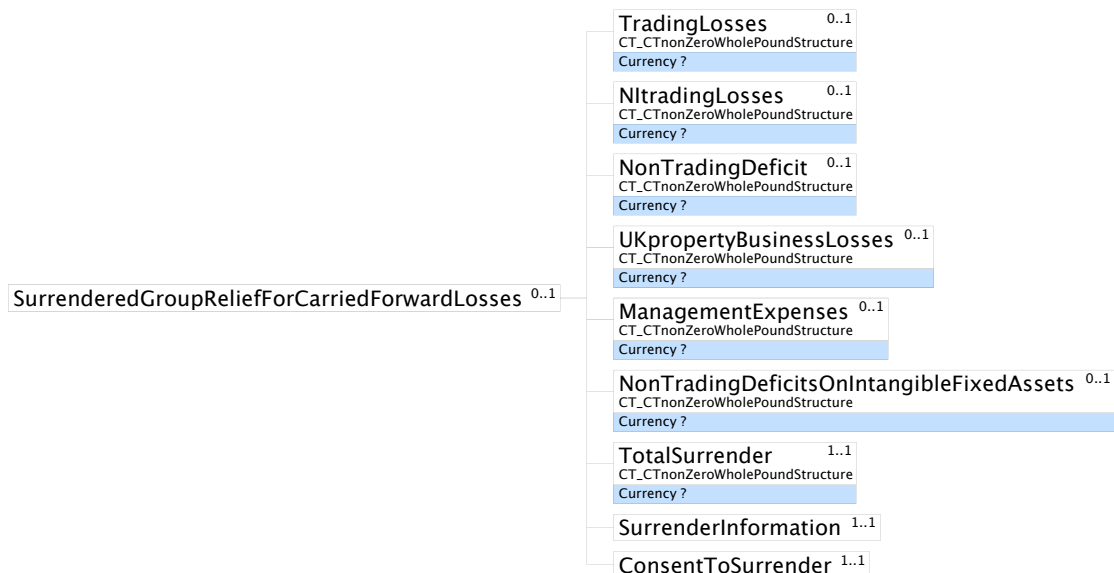 TradingLosses 0..1
CT_CTnonZeroWholePoundStructure
Currency ?
NItradingLosses 0..1
CT_CTnonZeroWholePoundStructure
Currency ?
NonTradingDeficit 0..1
CT_CTnonZeroWholePoundStructure
Currency ?
UKpropertyBusinessLosses 0..1
CT_CTnonZeroWholePoundStructure
Currency ?
SurrenderedGroupReliefForCarriedForwardLosses 0..1
ManagementExpenses 0..1
CT_CTnonZeroWholePoundStructure
Currency ?
NonTradingDeficitsOnIntangibleFixedAssets 0..1
CT_CTnonZeroWholePoundStructure
Currency ?
TotalSurrender 1..1
CT_CTnonZeroWholePoundStructure
Currency ?
SurrenderInformation 1..1
ConsentToSurrender 1..1